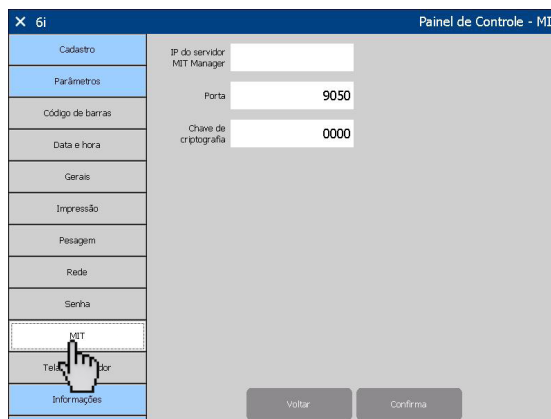 6i
Painel de Controle - MI
Cadastro
Parâmetros
Código de barras
Data e hora
Gerais
Impressão
Pesagem
Rede
Senha
MIT
Informações
IP do servidor
MIT Manager
Porta
9050
Chave de
criptografia
0000
Voltar
Confirma